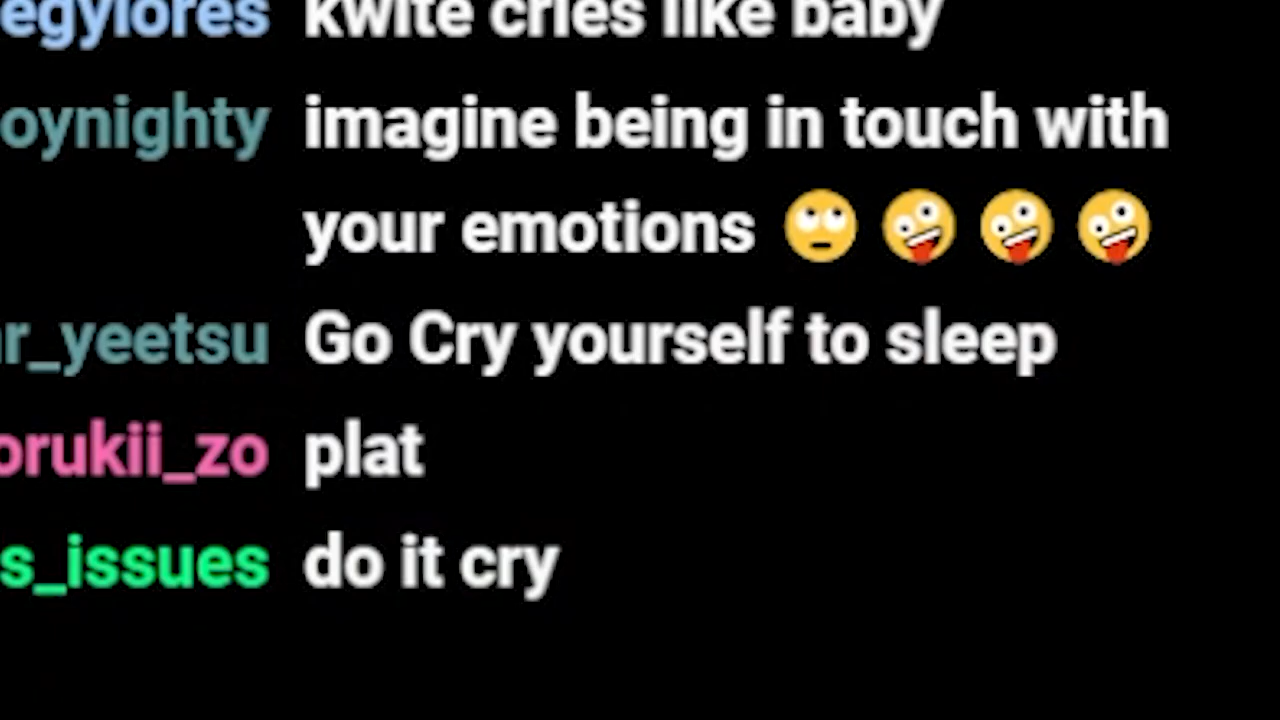 egylores kwite cries like baby
oynighty imagine being in touch with
your emotions 🙄 🤪 🤪 🤪
r_yeetsu Go Cry yourself to sleep
orukii_zo plat
s_issues do it cry